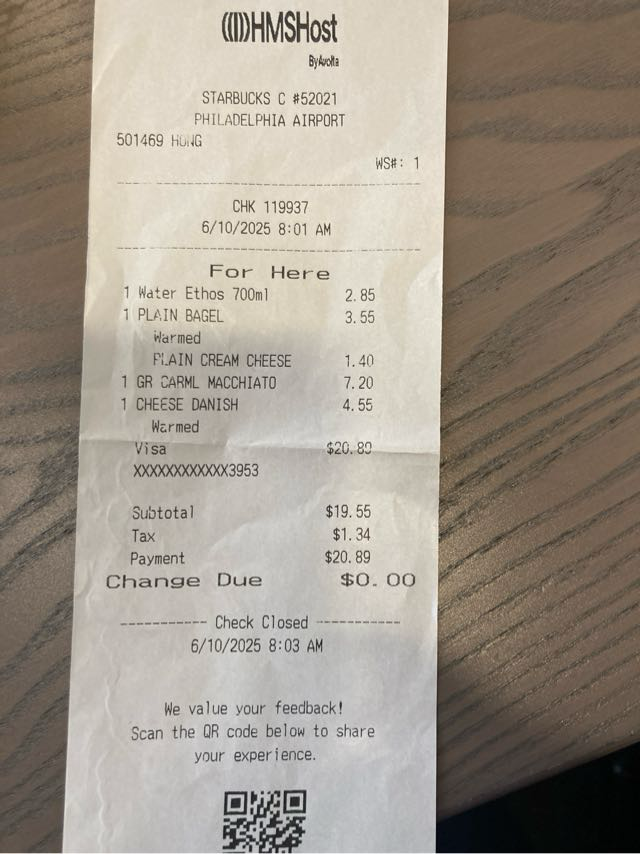 HMSHost
By Avolta
STARBUCKS C #52021
PHILADELPHIA AIRPORT
501469 HONG
WS#: 1
CHK 119937
6/10/2025 8:01 AM
For Here
1 Water Ethos 700ml 2.85
1 PLAIN BAGEL 3.55
Warmed
PLAIN CREAM CHEESE 1.40
1 GR CARML MACCHIATO 7.20
1 CHEESE DANISH 4.55
Warmed
Visa $20.89
XXXXXXXXXXXX3953
Subtotal $19.55
Tax $1.34
Payment $20.89
Change Due $0.00
---------- Check Closed ----------
6/10/2025 8:03 AM
We value your feedback!
Scan the QR code below to share
your experience.